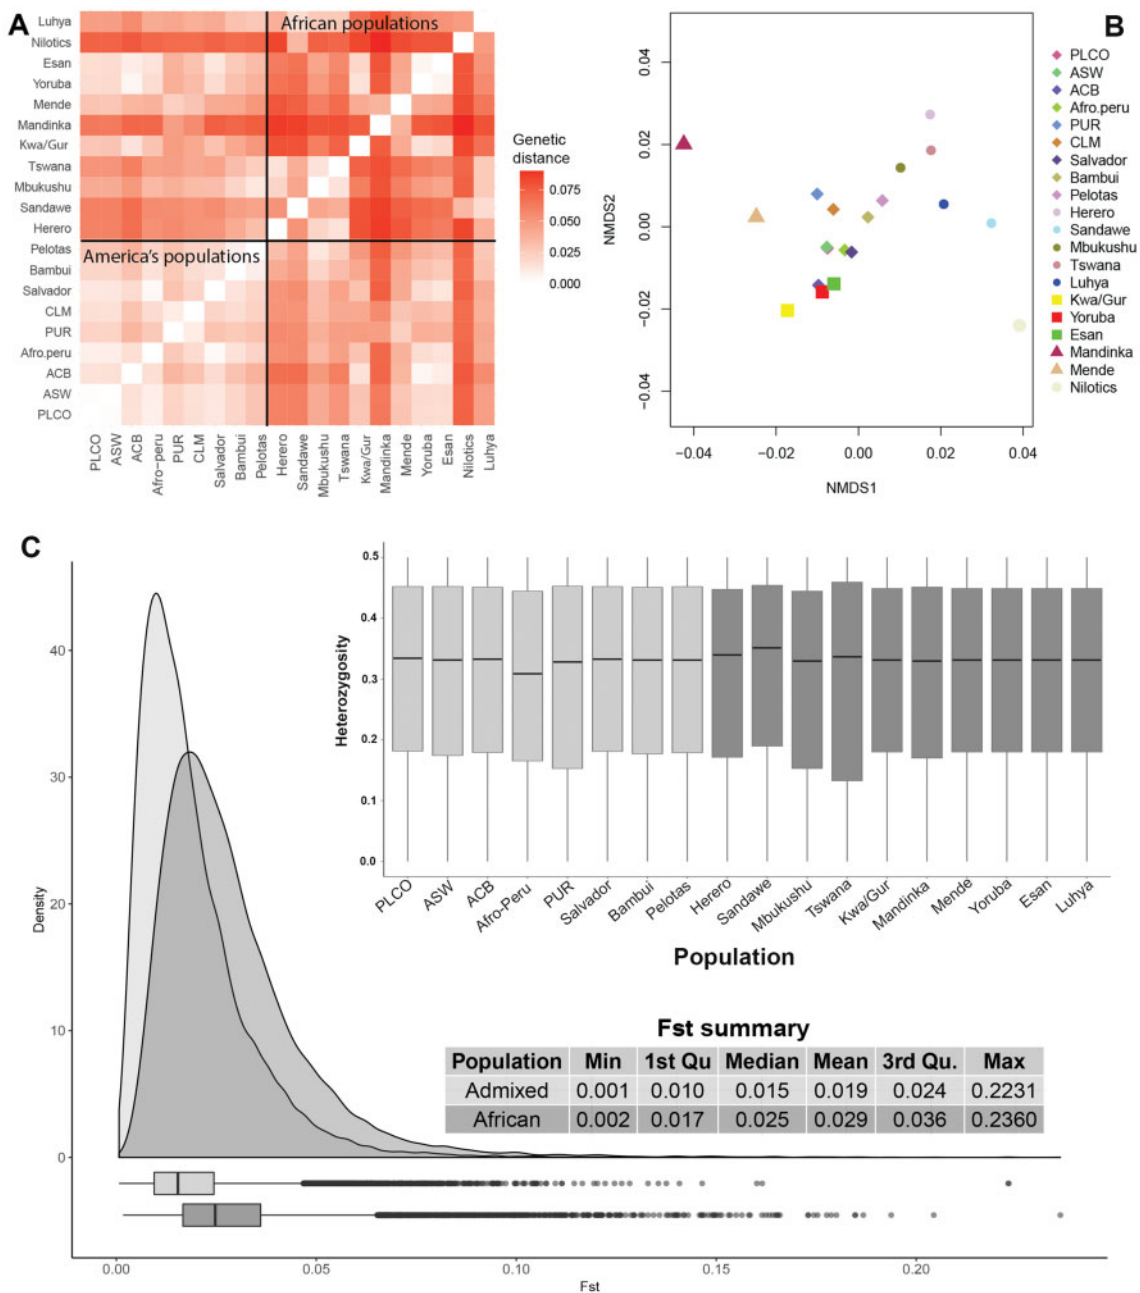 A
African populations
Luhya
Nilotics
Esan
Yoruba
Mende
Mandinka
Kwa/Gur
Tswana
Mbukushu
Sandawe
Herero
Pelotas
Bambui
Salvador
CLM
PUR
Afro.peru
ACB
ASW
PLCO
America's populations
PLCO
ASW
ACB
Afro-peru
PUR
CLM
Salvador
Bambui
Pelotas
Herero
Sandawe
Mbukushu
Tswana
Kwa/Gur
Mandinka
Mende
Yoruba
Esan
Nilotics
Luhya
Genetic
distance
0.075
0.050
0.025
0.000
B
NMDS2
0.04
0.02
0.00
−0.02
−0.04
−0.04
−0.02
0.00
0.02
0.04
NMDS1
PLCO
ASW
ACB
Afro.peru
PUR
CLM
Salvador
Bambui
Pelotas
Herero
Sandawe
Mbukushu
Tswana
Luhya
Kwa/Gur
Yoruba
Esan
Mandinka
Mende
Nilotics
C
Density
40
30
20
10
0
Heterozygosity
0.5
0.4
0.3
0.2
0.1
0.0
PLCO
ASW
ACB
Afro-Peru
PUR
Salvador
Bambui
Pelotas
Herero
Sandawe
Mbukushu
Tswana
Kwa/Gur
Mandinka
Mende
Yoruba
Esan
Luhya
Population
Fst summary
Population Min 1st Qu Median Mean 3rd Qu. Max
Admixed 0.001 0.010 0.015 0.019 0.024 0.2231
African 0.002 0.017 0.025 0.029 0.036 0.2360
0.00
0.05
0.10
0.15
0.20
Fst